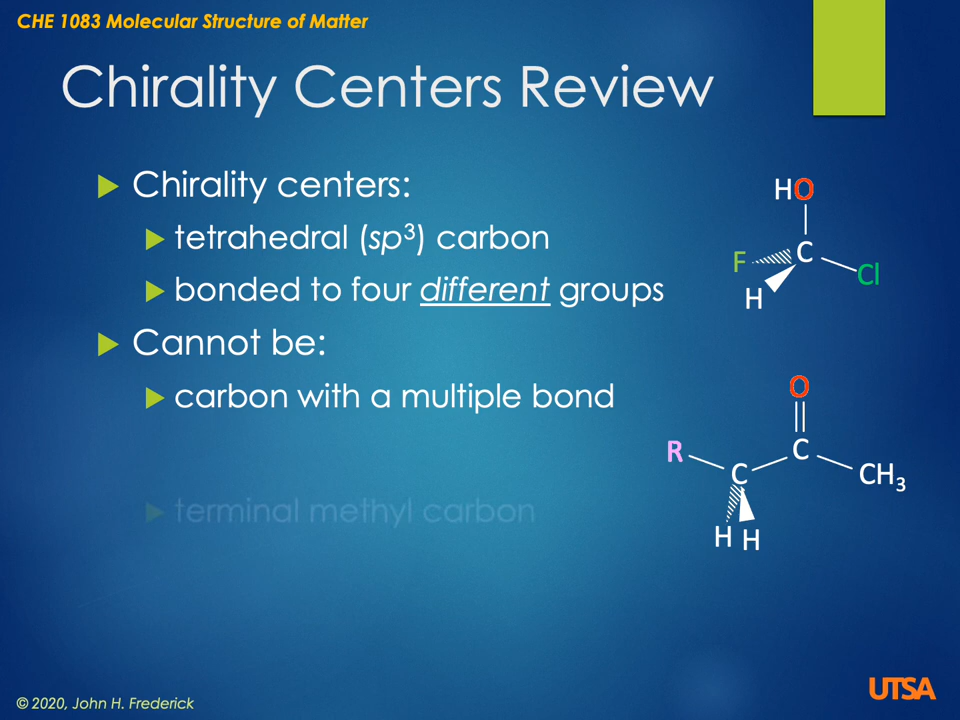 CHE 1083 Molecular Structure of Matter
Chirality Centers Review
Chirality centers:
tetrahedral (sp³) carbon
bonded to four different groups
Cannot be:
carbon with a multiple bond
terminal methyl carbon
HO
C
F
Cl
H
O
R
C
C
CH₃
H H
© 2020, John H. Frederick
UTSA